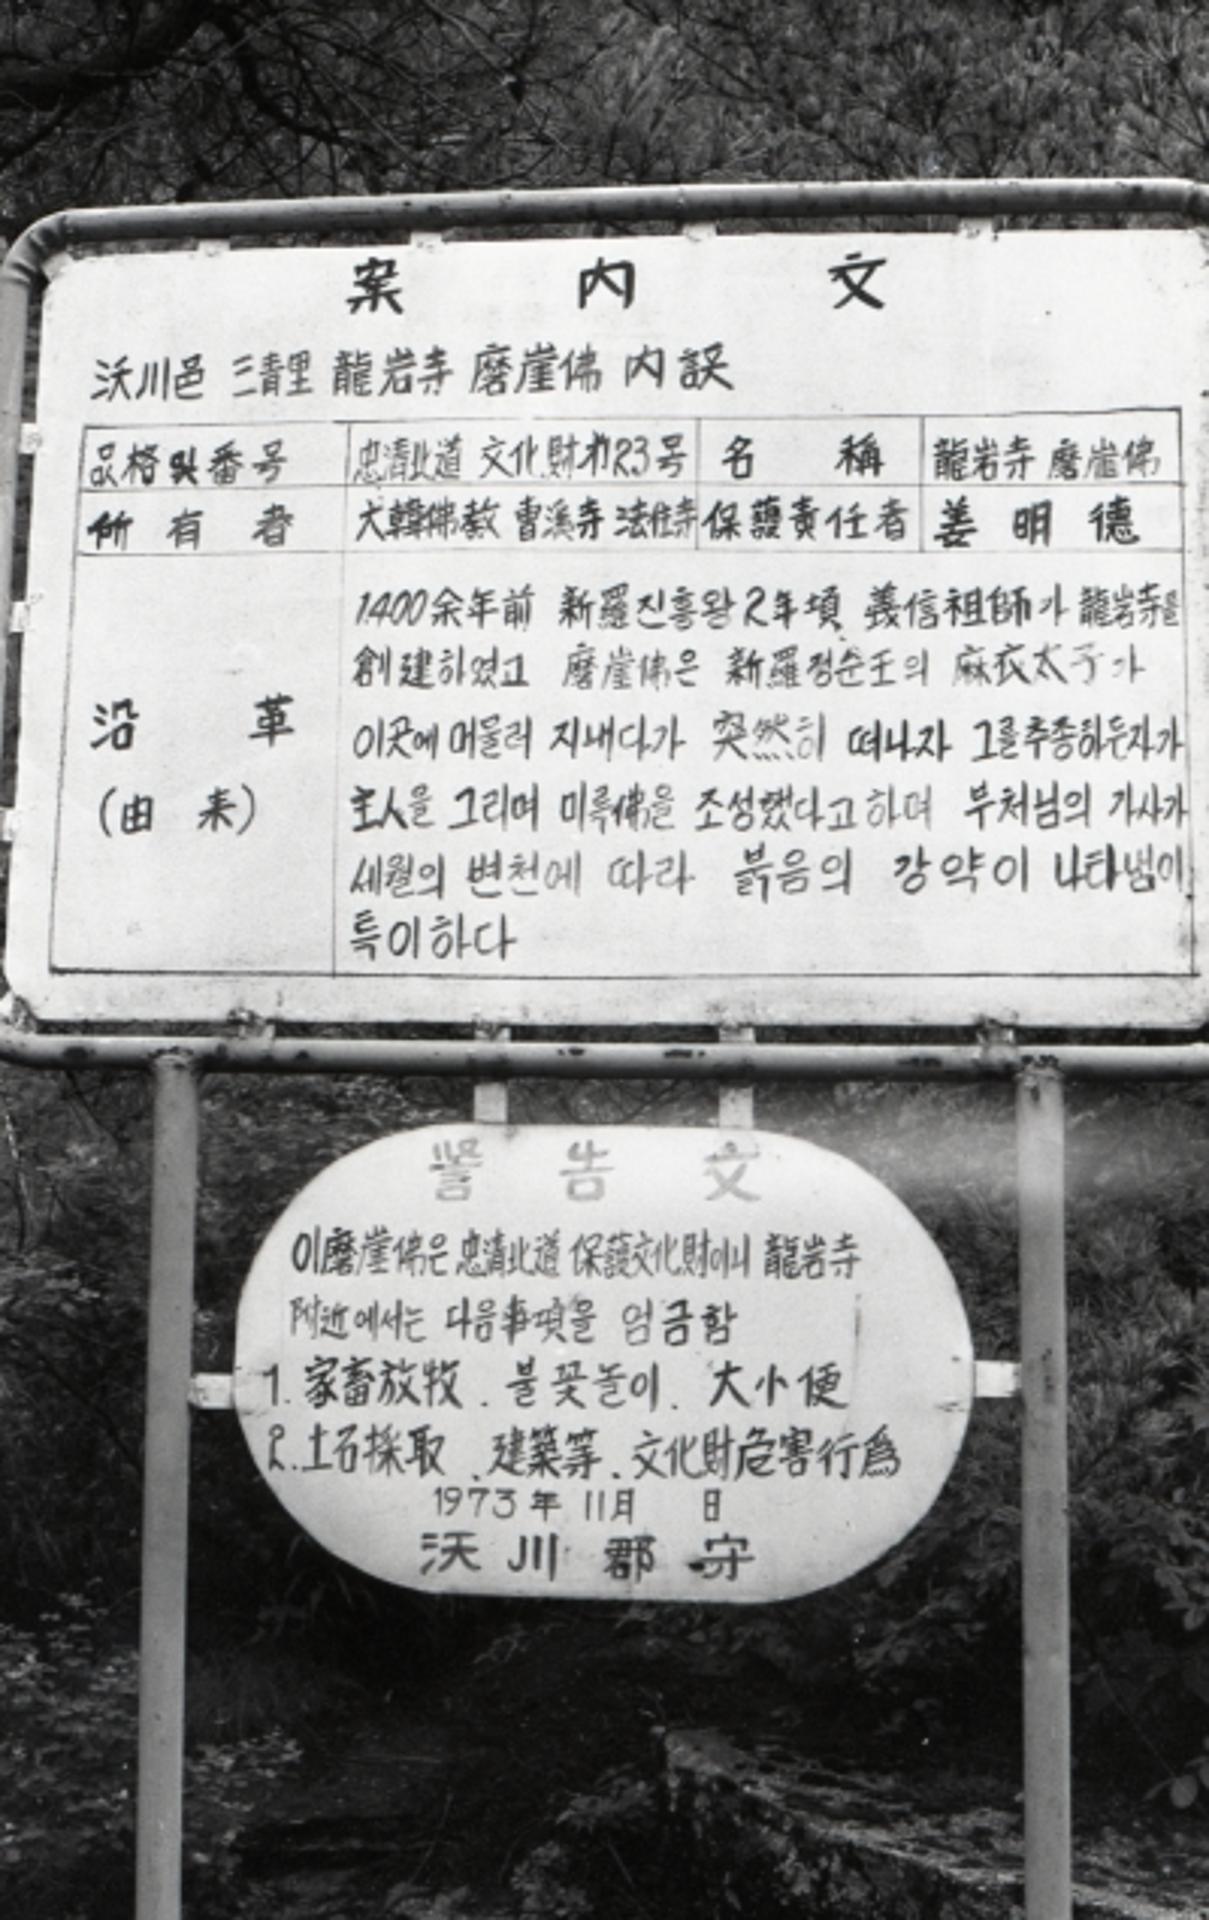 案內文
沃川邑 三靑里 龍岩寺 磨崖佛 內譯
品格 및 番号 忠淸北道 文化財 第23号 名稱 龍岩寺 磨崖佛
所有者 大韓佛敎 曹溪寺 法住寺 保護責任者 姜明德
1400余年前 新羅진흥왕 2年頃 義信祖師가 龍岩寺를
創建하였고 磨崖佛은 新羅경순王의 麻衣太子가
沿革 이곳에 머물러 지내다가 突然히 떠나자 그를추종하든자가
(由来) 主人을 그리며 미륵佛을 조성했다고하며 부처님의 가사가
세월의 변천에 따라 붉음의 강약이 나타냄이
특이하다
警告文
이磨崖佛은 忠淸北道 保護文化財이니 龍岩寺
附近에서는 다음事項을 엄금함
1. 家畜放牧. 불꽃놀이. 大小便
2. 土石採取. 建築等. 文化財危害行爲
1973年 11月 日
沃川郡守